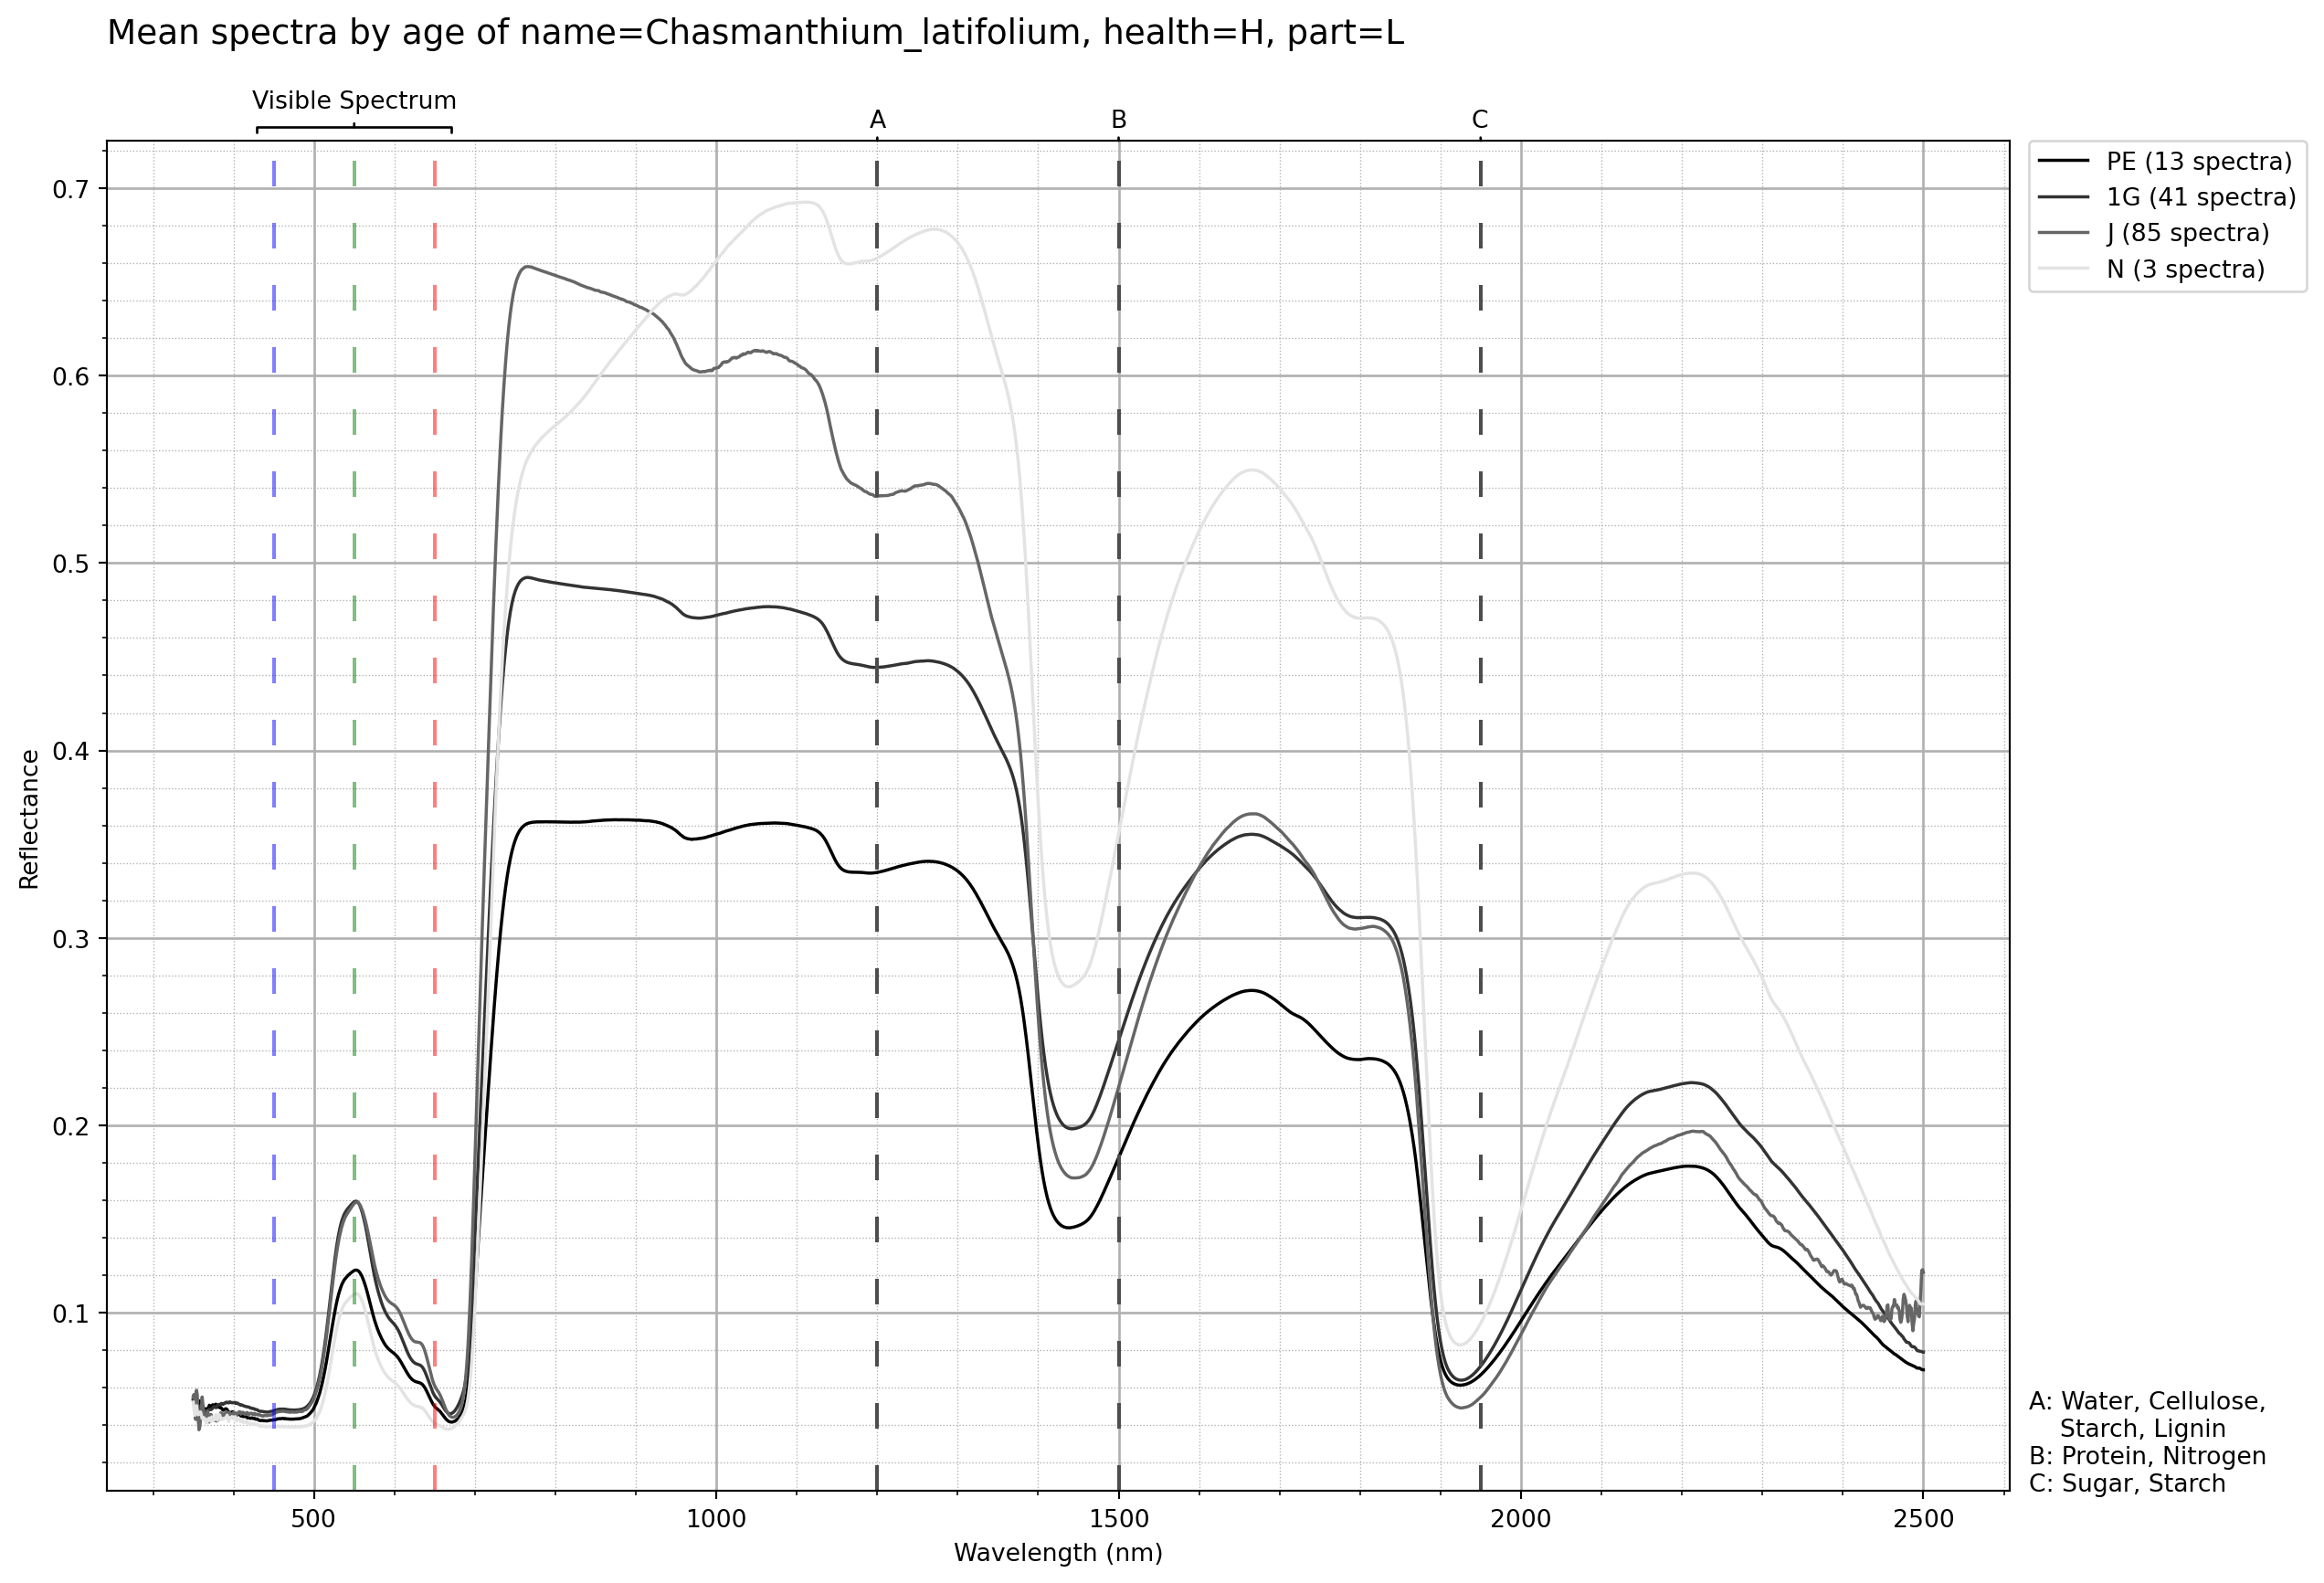 Mean spectra by age of name=Chasmanthium_latifolium, health=H, part=L
Visible Spectrum
A
B
C
PE (13 spectra)
1G (41 spectra)
J (85 spectra)
N (3 spectra)
0.7
0.6
0.5
0.4
0.3
0.2
0.1
Reflectance
500
1000
1500
2000
2500
Wavelength (nm)
A: Water, Cellulose,
Starch, Lignin
B: Protein, Nitrogen
C: Sugar, Starch